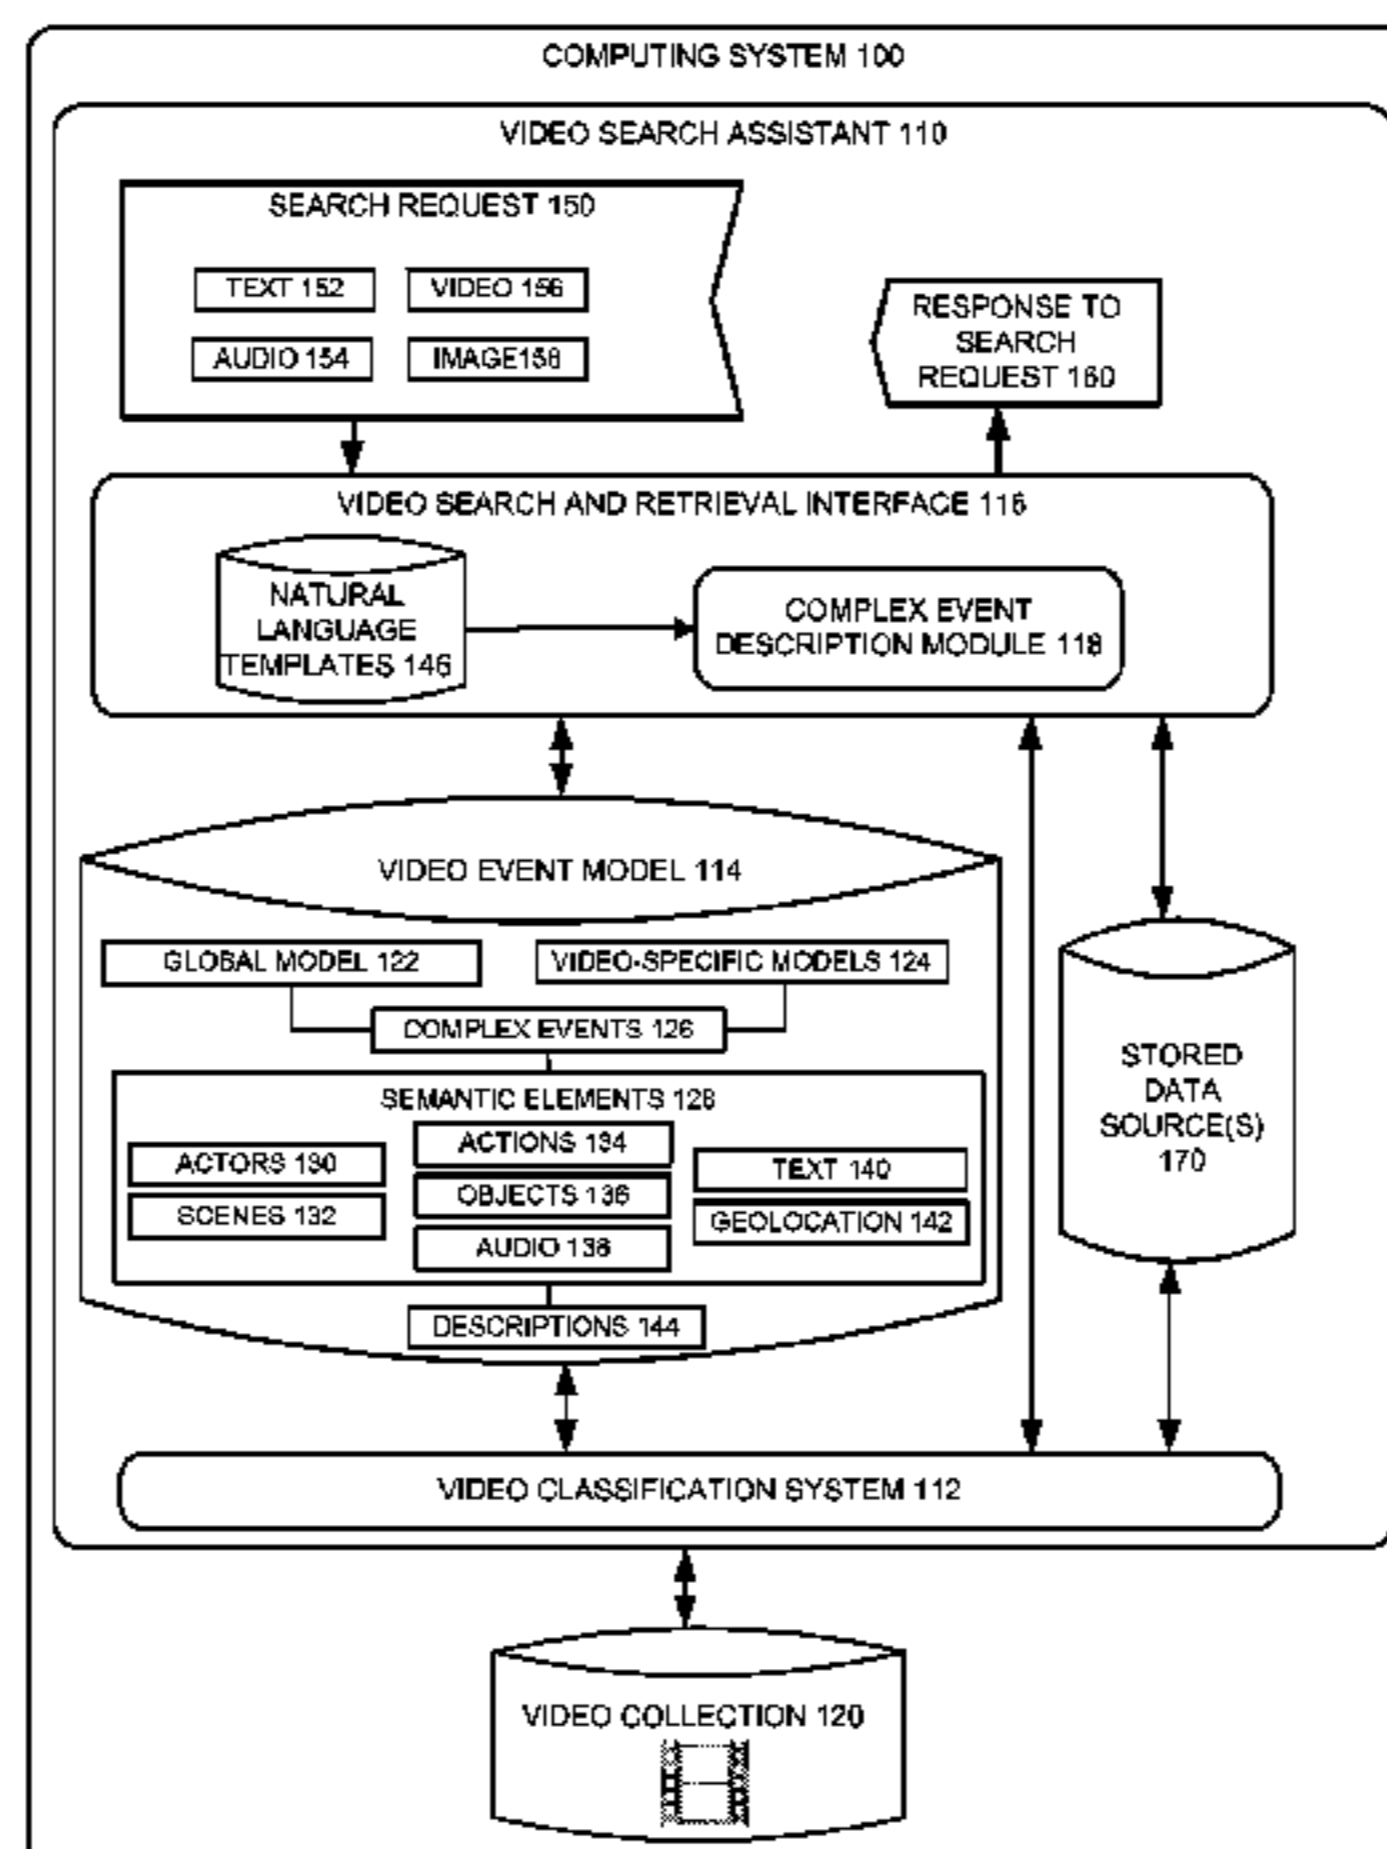 COMPUTING SYSTEM 100
VIDEO SEARCH ASSISTANT 110
SEARCH REQUEST 150
TEXT 152
VIDEO 156
AUDIO 154
IMAGE158
RESPONSE TO
SEARCH
REQUEST 160
VIDEO SEARCH AND RETRIEVAL INTERFACE 116
NATURAL
LANGUAGE
TEMPLATES 146
COMPLEX EVENT
DESCRIPTION MODULE 118
VIDEO EVENT MODEL 114
GLOBAL MODEL 122
VIDEO-SPECIFIC MODELS 124
COMPLEX EVENTS 126
SEMANTIC ELEMENTS 128
ACTORS 130
SCENES 132
ACTIONS 134
OBJECTS 136
AUDIO 138
TEXT 140
GEOLOCATION 142
DESCRIPTIONS 144
STORED
DATA
SOURCE(S)
170
VIDEO CLASSIFICATION SYSTEM 112
VIDEO COLLECTION 120